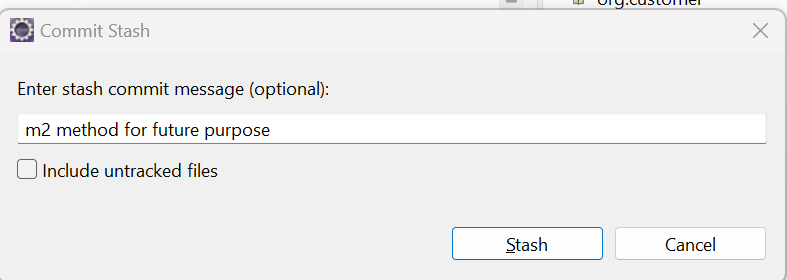 org.customer
Commit Stash
Enter stash commit message (optional):
m2 method for future purpose
Include untracked files
Stash
Cancel